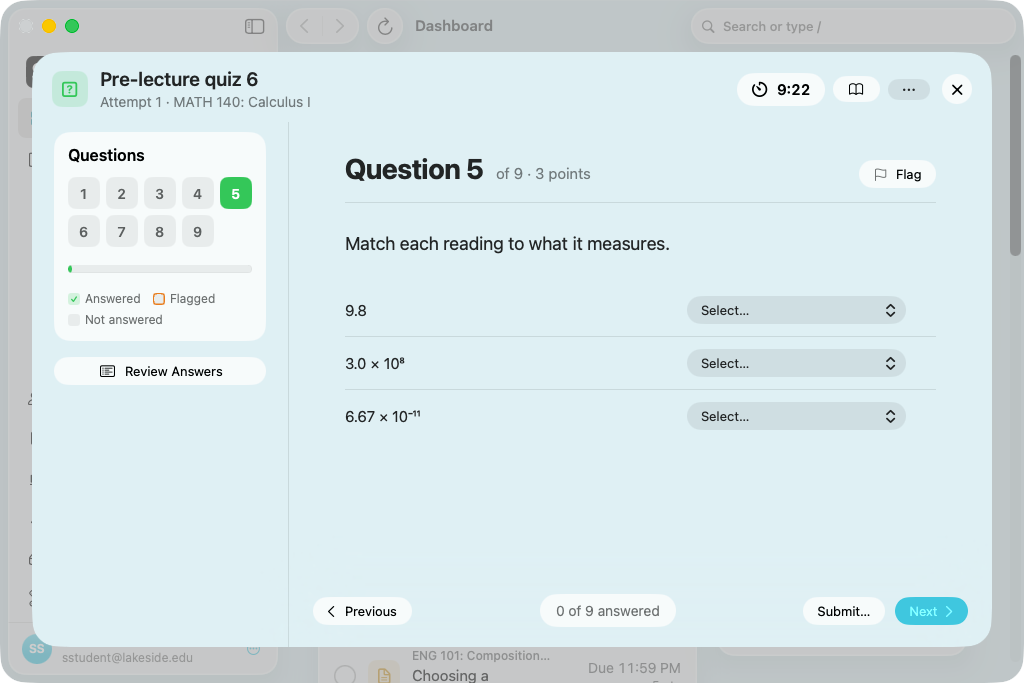 Dashboard
Search or type /
Pre-lecture quiz 6
Attempt 1 · MATH 140: Calculus I
9:22
Questions
1 2 3 4 5
6 7 8 9
Answered Flagged
Not answered
Review Answers
Question 5 of 9 · 3 points
Flag
Match each reading to what it measures.
9.8 Select...
3.0 × 10⁸ Select...
6.67 × 10⁻¹¹ Select...
Previous
0 of 9 answered
Submit...
Next
SS
sstudent@lakeside.edu
ENG 101: Composition...
Choosing a
Due 11:59 PM